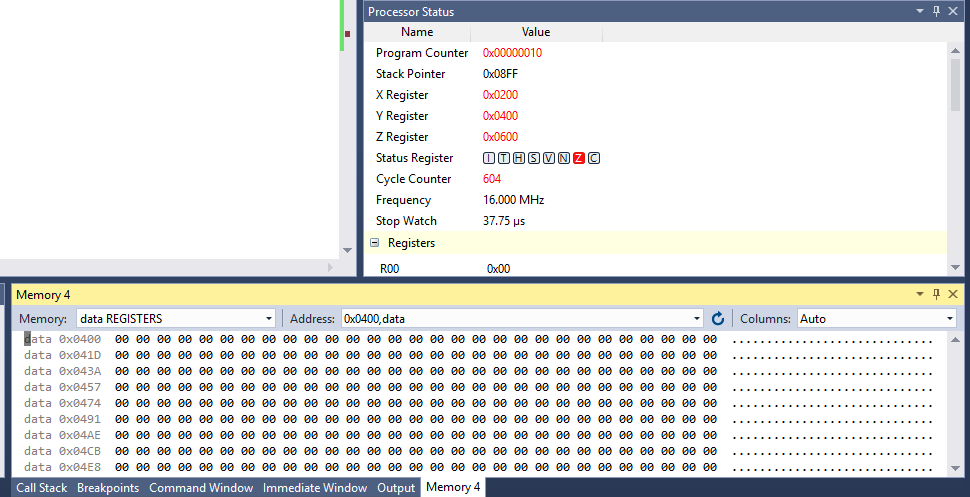 Processor Status
Name Value
Program Counter 0x00000010
Stack Pointer 0x08FF
X Register 0x0200
Y Register 0x0400
Z Register 0x0600
Status Register I T H S V N Z C
Cycle Counter 604
Frequency 16.000 MHz
Stop Watch 37.75 µs
Registers
R00 0x00
Memory 4
Memory: data REGISTERS Address: 0x0400,data Columns: Auto
data 0x0400 00 00 00 00 00 00 00 00 00 00 00 00 00 00 00 00 00 00 00 00 00 00 00 00 00 00 00 00 00 .............................
data 0x041D 00 00 00 00 00 00 00 00 00 00 00 00 00 00 00 00 00 00 00 00 00 00 00 00 00 00 00 00 00 .............................
data 0x043A 00 00 00 00 00 00 00 00 00 00 00 00 00 00 00 00 00 00 00 00 00 00 00 00 00 00 00 00 00 .............................
data 0x0457 00 00 00 00 00 00 00 00 00 00 00 00 00 00 00 00 00 00 00 00 00 00 00 00 00 00 00 00 00 .............................
data 0x0474 00 00 00 00 00 00 00 00 00 00 00 00 00 00 00 00 00 00 00 00 00 00 00 00 00 00 00 00 00 .............................
data 0x0491 00 00 00 00 00 00 00 00 00 00 00 00 00 00 00 00 00 00 00 00 00 00 00 00 00 00 00 00 00 .............................
data 0x04AE 00 00 00 00 00 00 00 00 00 00 00 00 00 00 00 00 00 00 00 00 00 00 00 00 00 00 00 00 00 .............................
data 0x04CB 00 00 00 00 00 00 00 00 00 00 00 00 00 00 00 00 00 00 00 00 00 00 00 00 00 00 00 00 00 .............................
data 0x04E8 00 00 00 00 00 00 00 00 00 00 00 00 00 00 00 00 00 00 00 00 00 00 00 00 00 00 00 00 00 .............................
Call Stack Breakpoints Command Window Immediate Window Output Memory 4